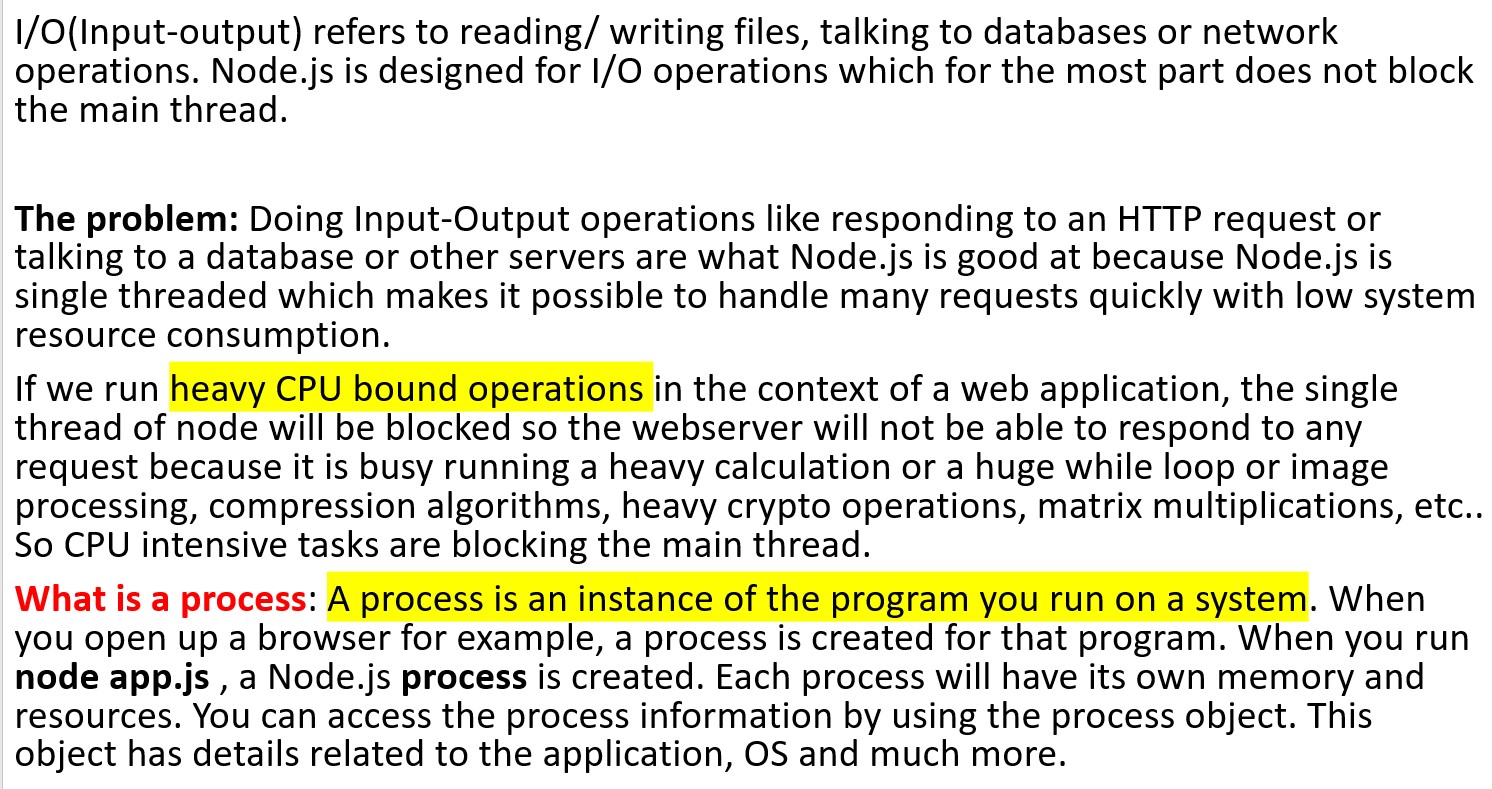 I/O(Input-output) refers to reading/ writing files, talking to databases or network
operations. Node.js is designed for I/O operations which for the most part does not block
the main thread.
The problem: Doing Input-Output operations like responding to an HTTP request or
talking to a database or other servers are what Node.js is good at because Node.js is
single threaded which makes it possible to handle many requests quickly with low system
resource consumption.
If we run heavy CPU bound operations in the context of a web application, the single
thread of node will be blocked so the webserver will not be able to respond to any
request because it is busy running a heavy calculation or a huge while loop or image
processing, compression algorithms, heavy crypto operations, matrix multiplications, etc..
So CPU intensive tasks are blocking the main thread.
What is a process: A process is an instance of the program you run on a system. When
you open up a browser for example, a process is created for that program. When you run
node app.js , a Node.js process is created. Each process will have its own memory and
resources. You can access the process information by using the process object. This
object has details related to the application, OS and much more.